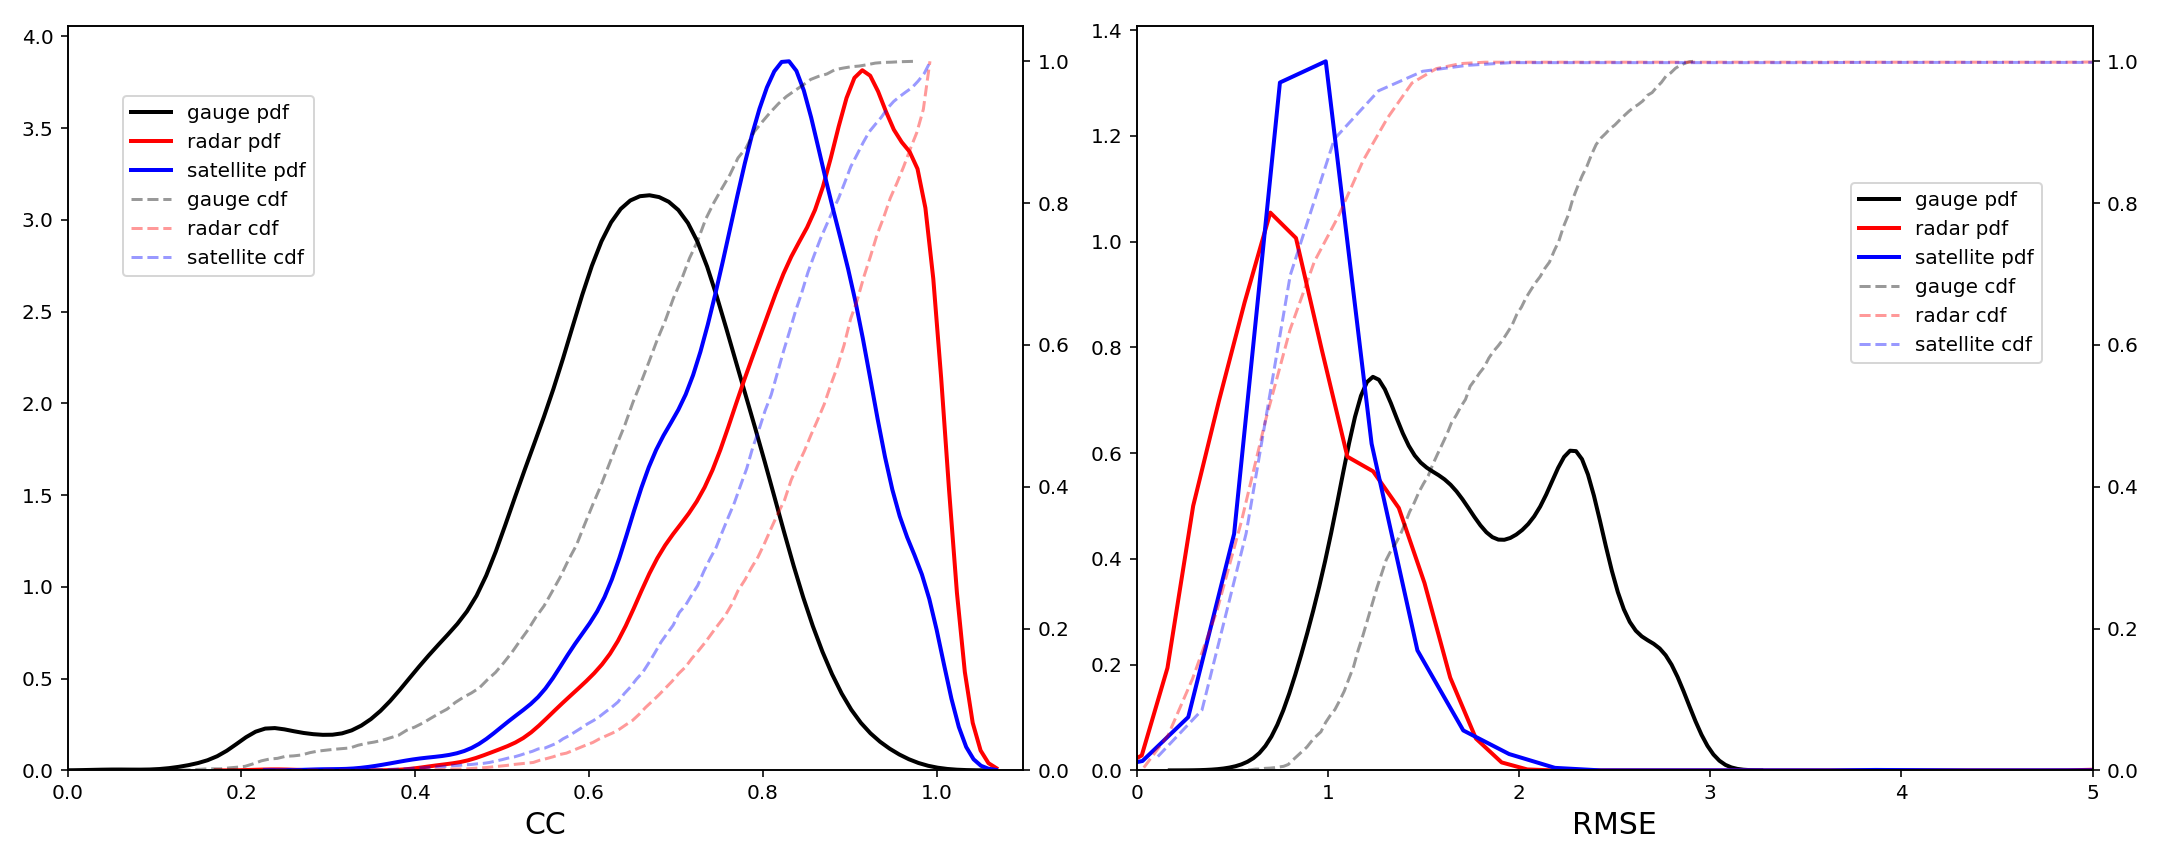 4.0
3.5
3.0
2.5
2.0
1.5
1.0
0.5
0.0
gauge pdf
radar pdf
satellite pdf
gauge cdf
radar cdf
satellite cdf
1.0
0.8
0.6
0.4
0.2
0.0
0.0 0.2 0.4 0.6 0.8 1.0
CC
1.4
1.2
1.0
0.8
0.6
0.4
0.2
0.0
gauge pdf
radar pdf
satellite pdf
gauge cdf
radar cdf
satellite cdf
1.0
0.8
0.6
0.4
0.2
0.0
0 1 2 3 4 5
RMSE